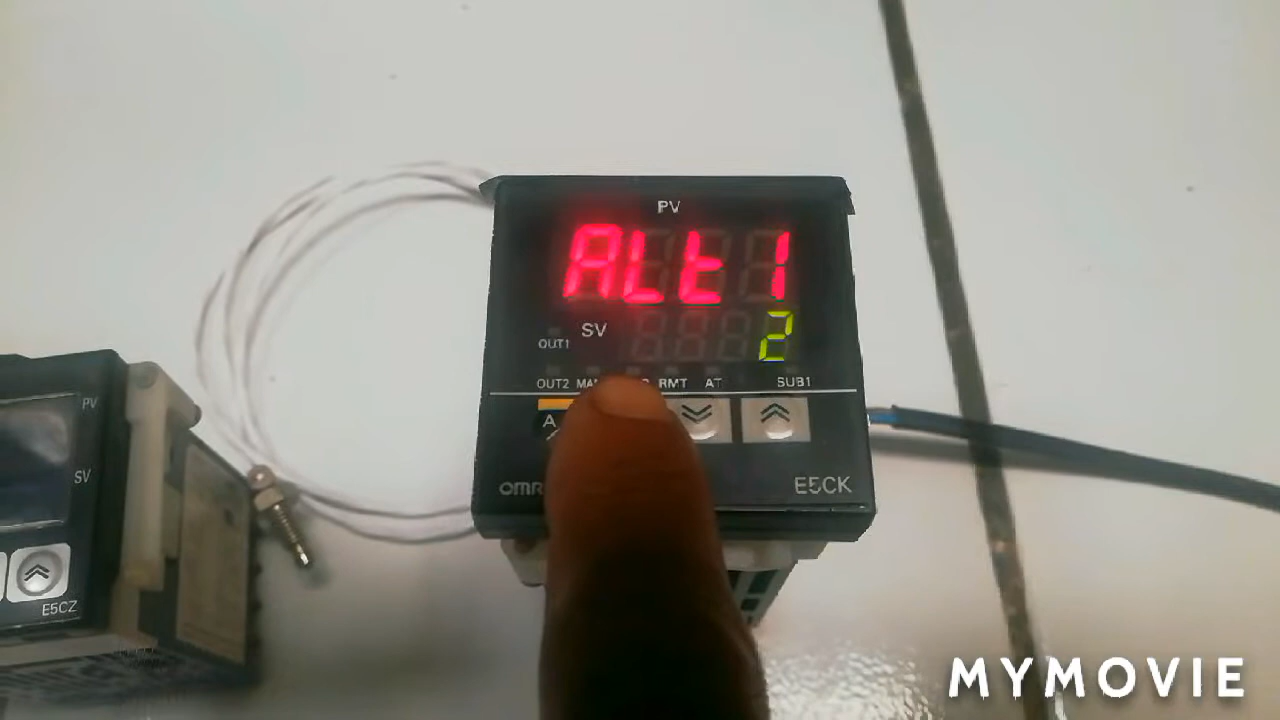 PV
ALt1
SV
2
OUT1
OUT2
RMT
AT
SUB1
A
E5CK
PV
SV
E5CZ
MYMOVIE